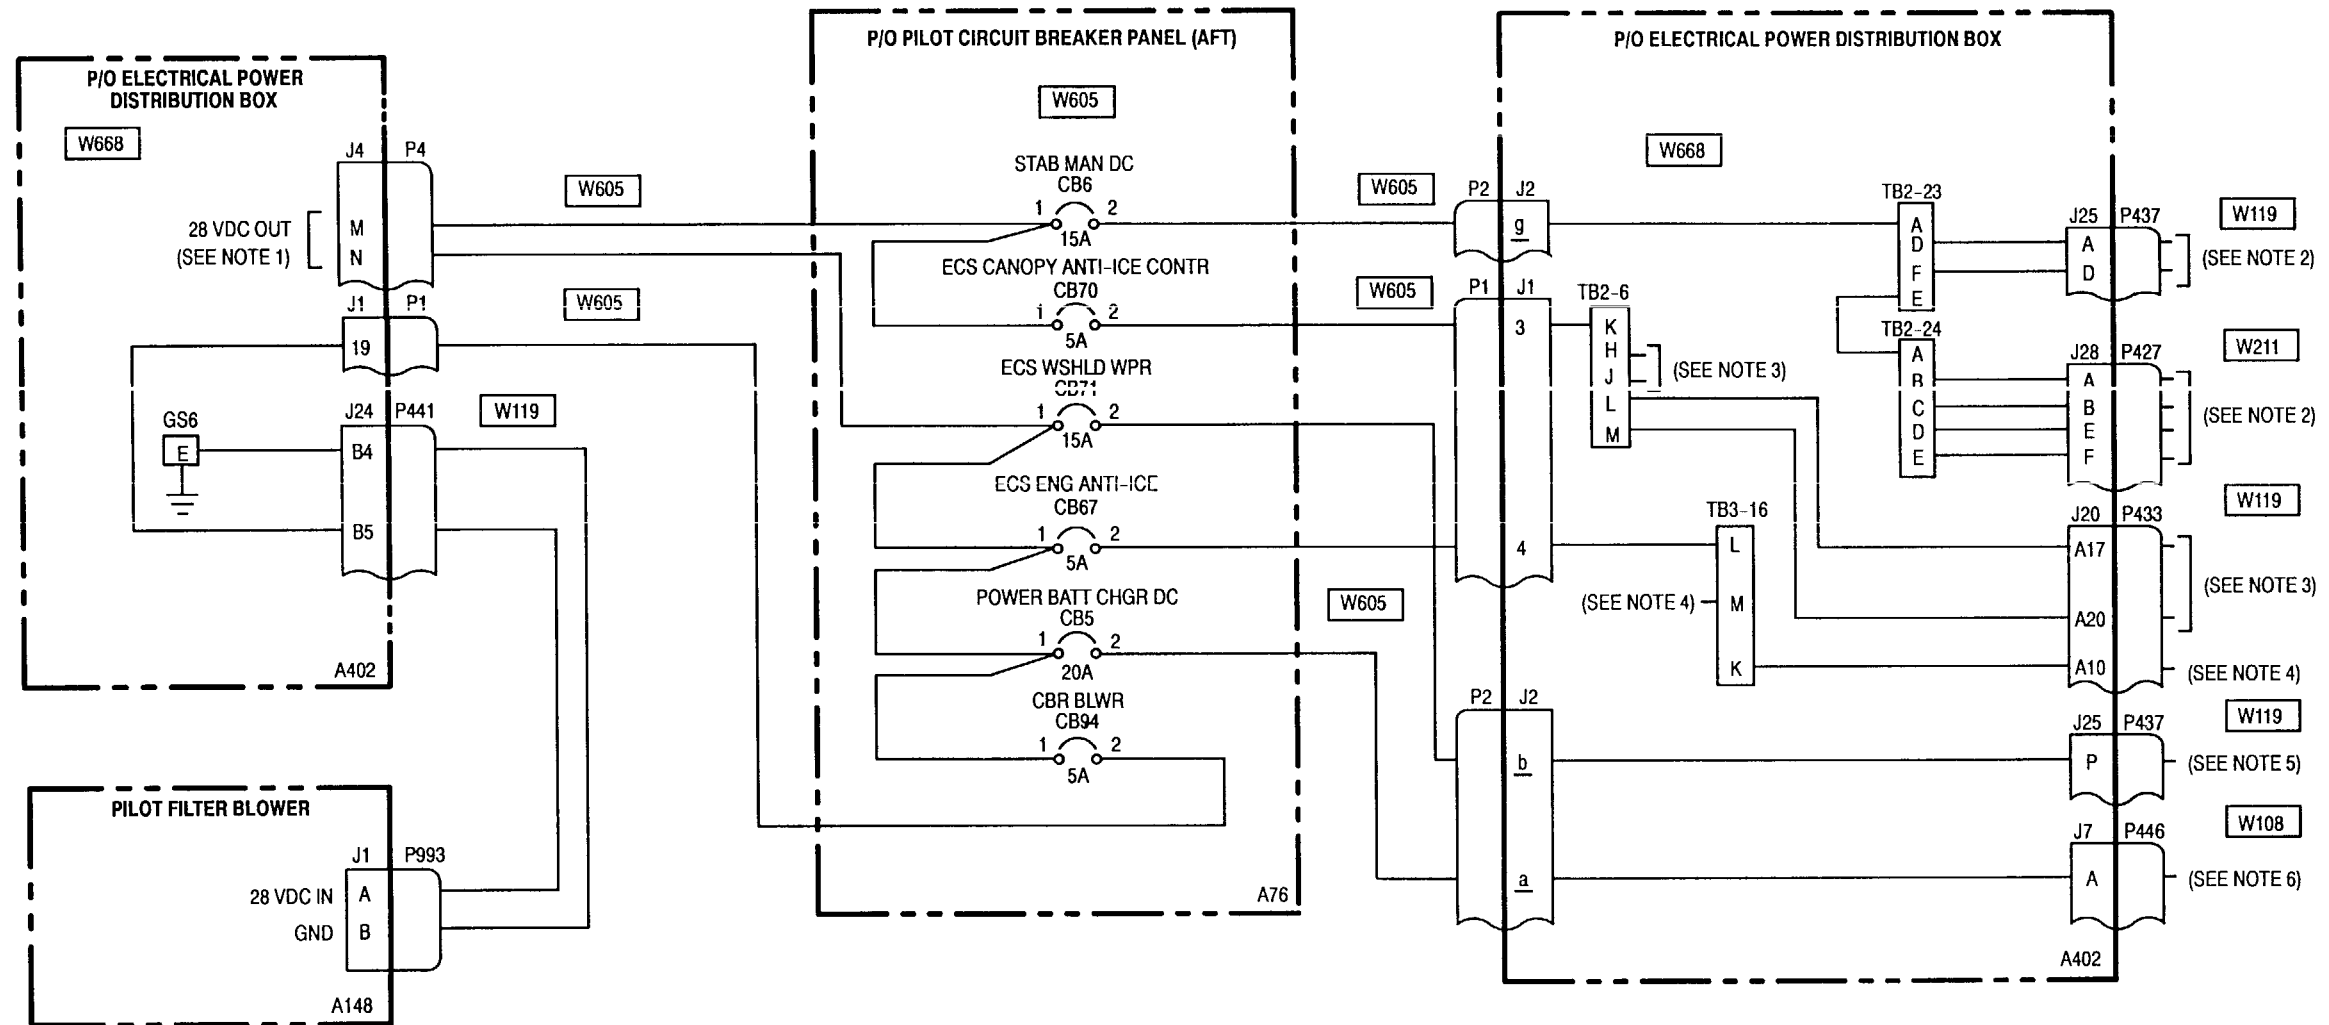 P/O ELECTRICAL POWER
DISTRIBUTION BOX
W668
J4 P4
28 VDC OUT
(SEE NOTE 1)
M
N
W605
J1 P1
19
W605
GS6
E
J24 P441
B4
B5
W119
A402
PILOT FILTER BLOWER
J1 P993
28 VDC IN A
GND B
A148
P/O PILOT CIRCUIT BREAKER PANEL (AFT)
W605
STAB MAN DC
CB6
1 2
15A
ECS CANOPY ANTI-ICE CONTR
CB70
1 2
5A
ECS WSHLD WPR
CB71
1 2
15A
ECS ENG ANTI-ICE
CB67
1 2
5A
POWER BATT CHGR DC
CB5
1 2
20A
CBR BLWR
CB94
1 2
5A
A76
W605
W605
W605
P/O ELECTRICAL POWER DISTRIBUTION BOX
W668
P2 J2
g
P1 J1
3
4
TB2-6
K
H
J
L
M
(SEE NOTE 3)
TB3-16
L
(SEE NOTE 4) M
K
P2 J2
b
a
TB2-23
A
D
F
E
TB2-24
A
B
C
D
E
J25 P437
A
D
W119
(SEE NOTE 2)
J28 P427
A
B
E
F
W211
(SEE NOTE 2)
W119
J20 P433
A17
A20
A10
(SEE NOTE 3)
(SEE NOTE 4)
W119
J25 P437
P
(SEE NOTE 5)
W108
J7 P446
A
(SEE NOTE 6)
A402